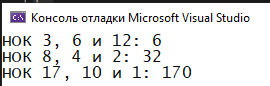 Консоль отладки Microsoft Visual Studio
нок 3, 6 и 12: 6
нок 8, 4 и 2: 32
нок 17, 10 и 1: 170